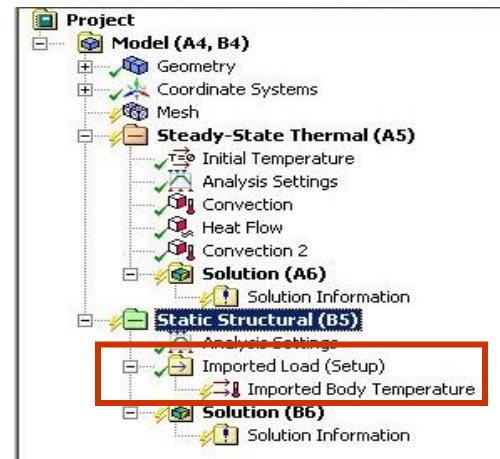 Project
Model (A4, B4)
Geometry
Coordinate Systems
Mesh
Steady-State Thermal (A5)
T=0 Initial Temperature
Analysis Settings
Convection
Heat Flow
Convection 2
Solution (A6)
Solution Information
Static Structural (B5)
Analysis Settings
Imported Load (Setup)
Imported Body Temperature
Solution (B6)
Solution Information